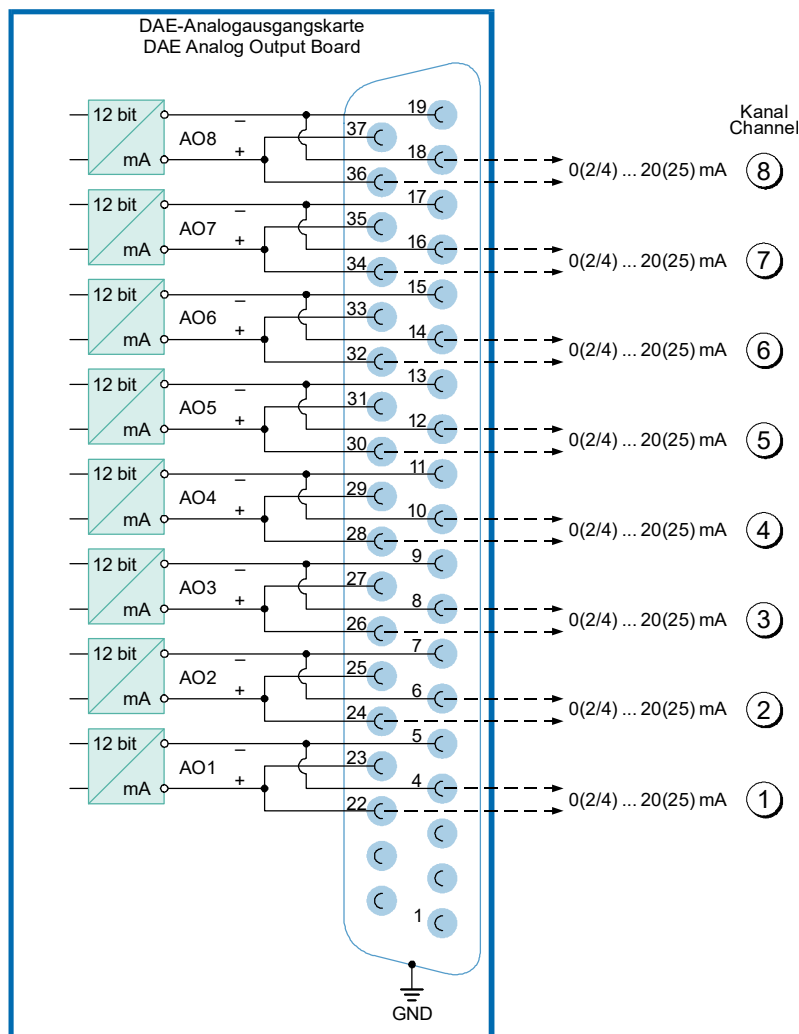 DAE-Analogausgangskarte
DAE Analog Output Board
Kanal
Channel
12 bit
mA
AO8
–
+
19
37
18
36
0(2/4) ... 20(25) mA
8
12 bit
mA
AO7
–
+
17
35
16
34
0(2/4) ... 20(25) mA
7
12 bit
mA
AO6
–
+
15
33
14
32
0(2/4) ... 20(25) mA
6
12 bit
mA
AO5
–
+
13
31
12
30
0(2/4) ... 20(25) mA
5
12 bit
mA
AO4
–
+
11
29
10
28
0(2/4) ... 20(25) mA
4
12 bit
mA
AO3
–
+
9
27
8
26
0(2/4) ... 20(25) mA
3
12 bit
mA
AO2
–
+
7
25
6
24
0(2/4) ... 20(25) mA
2
12 bit
mA
AO1
–
+
5
23
4
22
0(2/4) ... 20(25) mA
1
1
GND